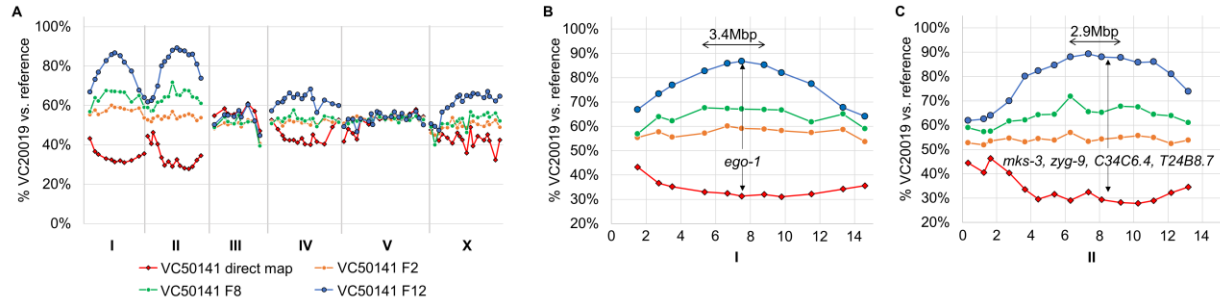 A
% VC20019 vs. reference
100%
80%
60%
40%
20%
0%
I II III IV V X
VC50141 direct map VC50141 F2
VC50141 F8 VC50141 F12
B
3.4Mbp
% VC20019 vs. reference
100%
90%
80%
70%
60%
50%
40%
30%
20%
ego-1
0 2 4 6 8 10 12 14
I
C
2.9Mbp
% VC20019 vs. reference
100%
90%
80%
70%
60%
50%
40%
30%
20%
mks-3, zyg-9, C34C6.4, T24B8.7
0 2 4 6 8 10 12 14
II